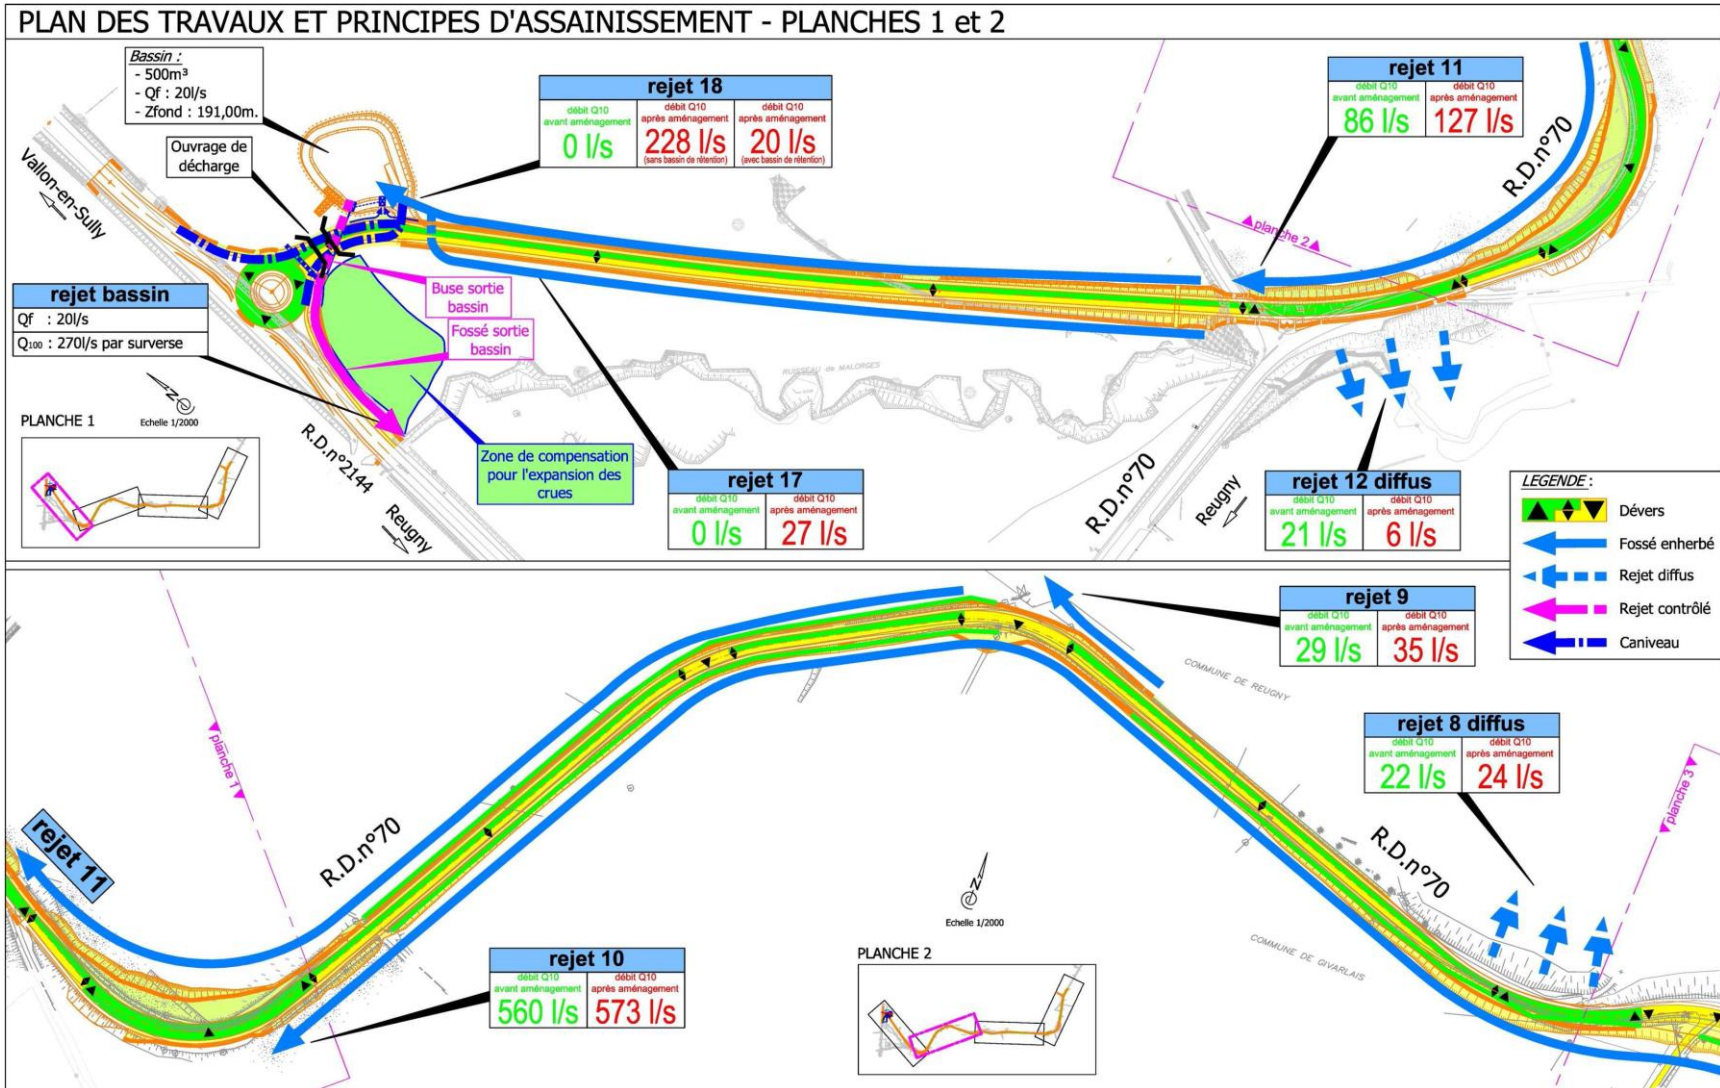 PLAN DES TRAVAUX ET PRINCIPES D'ASSAINISSEMENT - PLANCHES 1 et 2
Bassin :
- 500m³
- Qf : 20l/s
- Zfond : 191,00m.
Ouvrage de
décharge
Vallon-en-Sully
rejet 18
débit Q10
avant aménagement
0 l/s
débit Q10
après aménagement
228 l/s
(sans bassin de rétention)
débit Q10
après aménagement
20 l/s
(avec bassin de rétention)
rejet 11
débit Q10
avant aménagement
86 l/s
débit Q10
après aménagement
127 l/s
R.D.n°70
planche 2
rejet bassin
Qf : 20l/s
Q100 : 270l/s par surverse
Buse sortie
bassin
Fossé sortie
bassin
RUISSEAU de MALORSES
N
Echelle 1/2000
PLANCHE 1
R.D.n°2144
Reugny
Zone de compensation
pour l'expansion des
crues
rejet 17
débit Q10
avant aménagement
0 l/s
débit Q10
après aménagement
27 l/s
R.D.n°70
Reugny
rejet 12 diffus
débit Q10
avant aménagement
21 l/s
débit Q10
après aménagement
6 l/s
LEGENDE :
Dévers
Fossé enherbé
Rejet diffus
Rejet contrôlé
Caniveau
rejet 9
débit Q10
avant aménagement
29 l/s
débit Q10
après aménagement
35 l/s
COMMUNE DE REUGNY
rejet 8 diffus
débit Q10
avant aménagement
22 l/s
débit Q10
après aménagement
24 l/s
planche 1
planche 3
rejet 11
R.D.n°70
R.D.n°70
N
Echelle 1/2000
COMMUNE DE GIVARLAIS
rejet 10
débit Q10
avant aménagement
560 l/s
débit Q10
après aménagement
573 l/s
PLANCHE 2